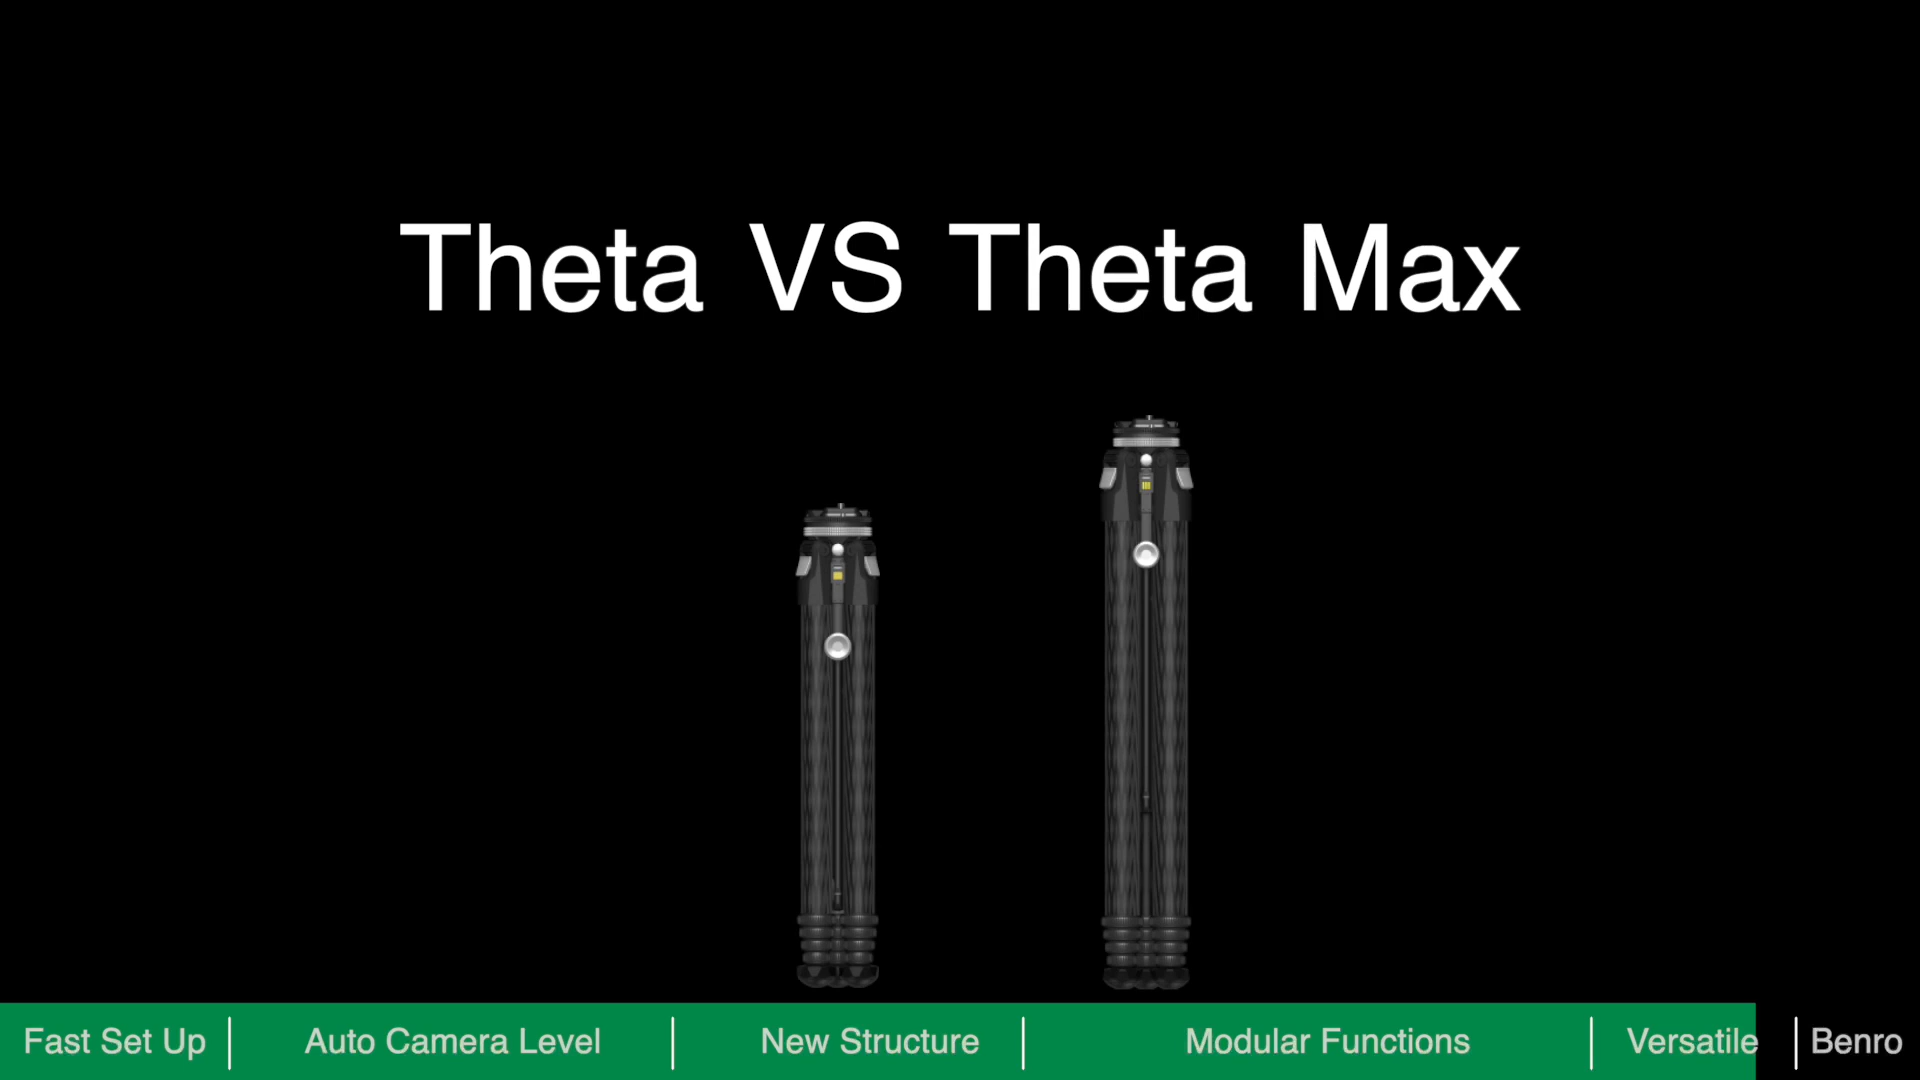 Theta VS Theta Max
Fast Set Up | Auto Camera Level | New Structure | Modular Functions | Versatile | Benro